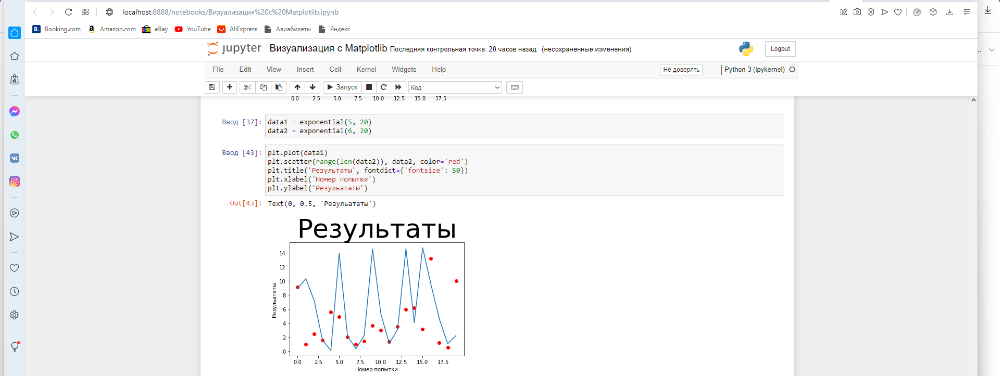 localhost:8888/notebooks/Визуализация%20с%20Matplotlib.ipynb
Booking.com Amazon.com eBay YouTube AliExpress Авиабилеты Яндекс
jupyter Визуализация с Matplotlib Последняя контрольная точка: 20 часов назад (несохраненные изменения) Logout
File Edit View Insert Cell Kernel Widgets Help Не доверять Python 3 (ipykernel)
Запуск Код
0.0 2.5 5.0 7.5 10.0 12.5 15.0 17.5
Ввод [37]: data1 = exponential(5, 20)
data2 = exponential(6, 20)
Ввод [43]: plt.plot(data1)
plt.scatter(range(len(data2)), data2, color='red')
plt.title('Результаты', fontdict={'fontsize': 50})
plt.xlabel('Номер попытки')
plt.ylabel('Резульататы')
Out[43]: Text(0, 0.5, 'Резульататы')
Результаты
14
12
10
8
6
4
2
0
Резульататы
0.0 2.5 5.0 7.5 10.0 12.5 15.0 17.5
Номер попытки